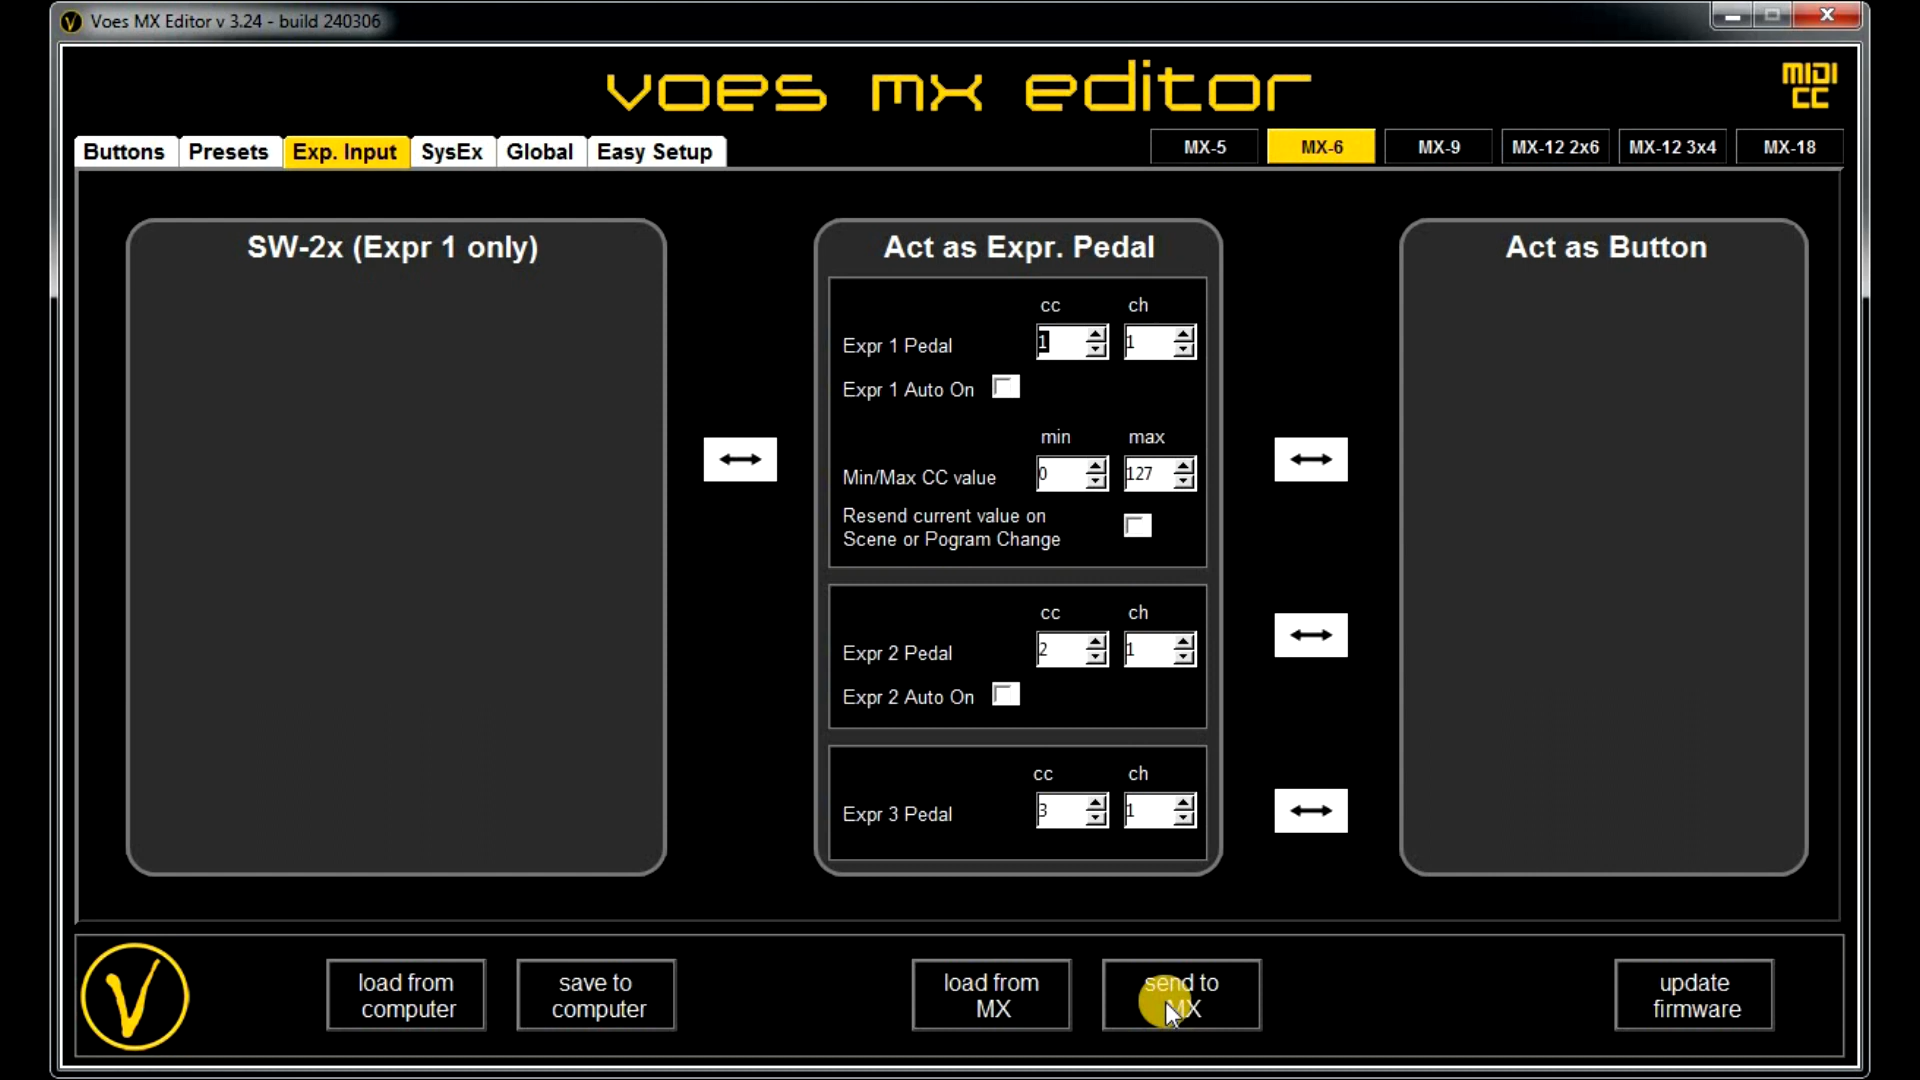 Voes MX Editor v 3.24 - build 240306
voes mx editor
MIDI
CC
Buttons Presets Exp. Input SysEx Global Easy Setup
MX-5 MX-6 MX-9 MX-12 2x6 MX-12 3x4 MX-18
SW-2x (Expr 1 only)
Act as Expr. Pedal
cc ch
Expr 1 Pedal 1 1
Expr 1 Auto On
min max
Min/Max CC value 0 127
Resend current value on
Scene or Pogram Change
cc ch
Expr 2 Pedal 2 1
Expr 2 Auto On
cc ch
Expr 3 Pedal 3 1
Act as Button
V
load from
computer
save to
computer
load from
MX
send to
MX
update
firmware